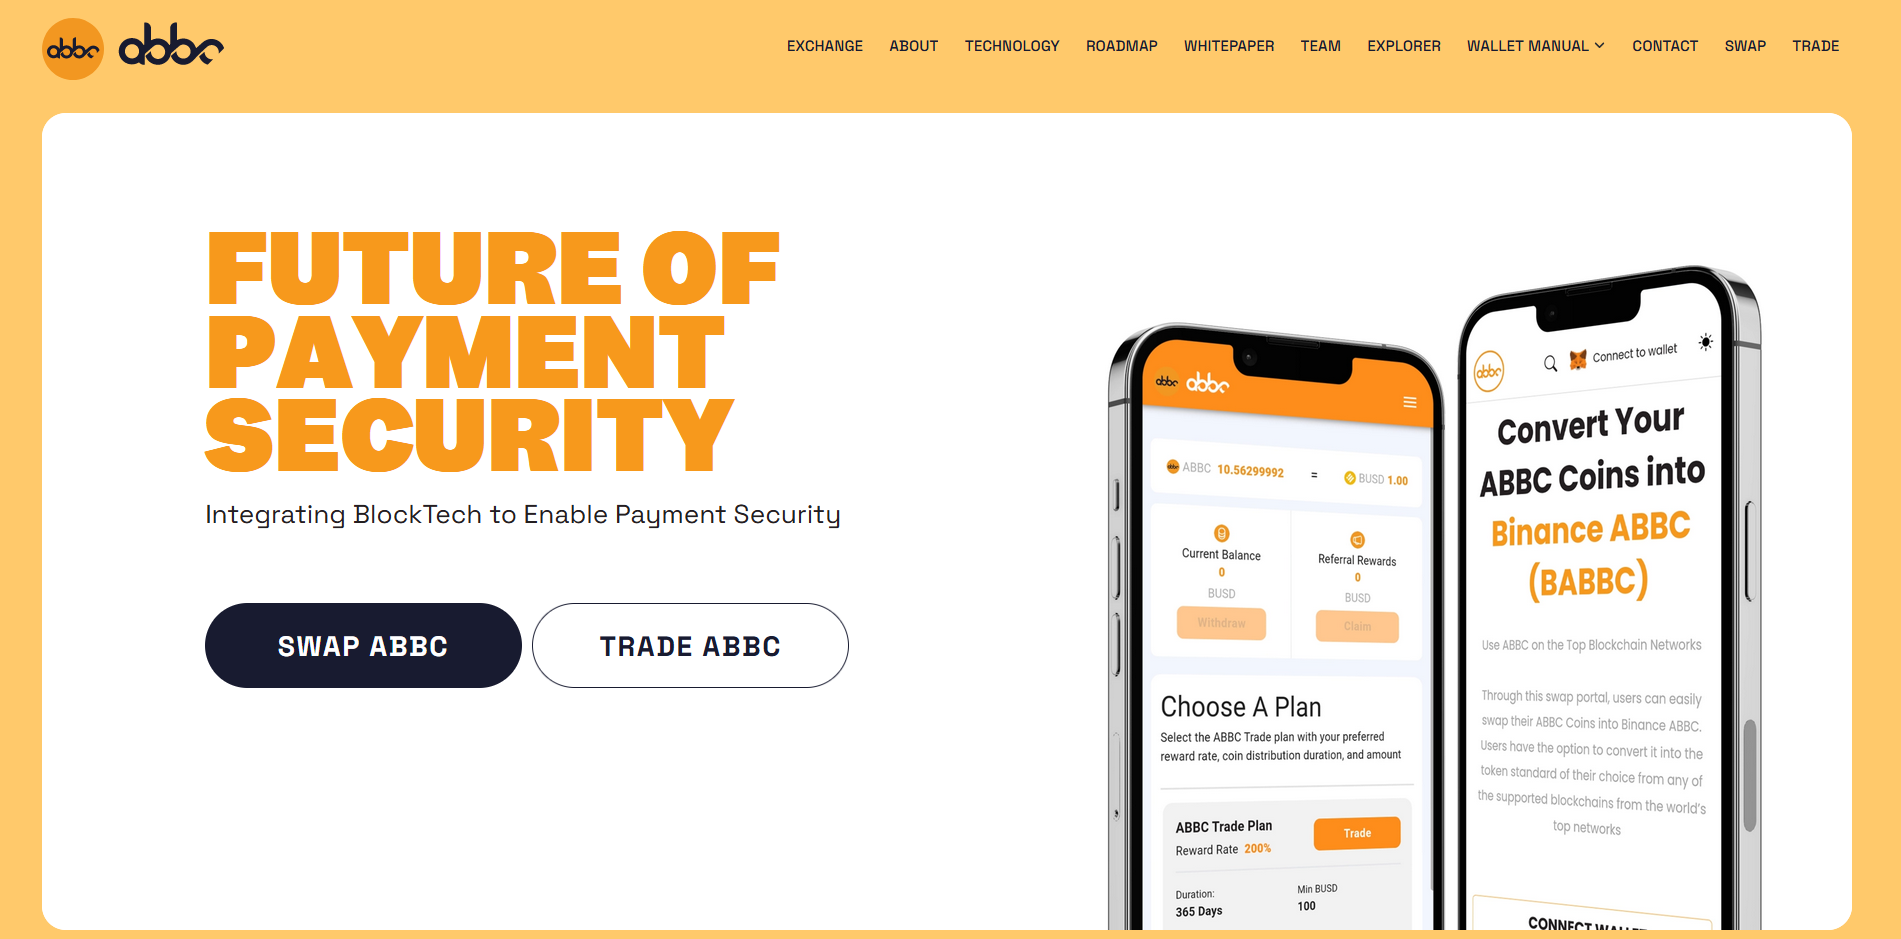 abbc abbc
EXCHANGE ABOUT TECHNOLOGY ROADMAP WHITEPAPER TEAM EXPLORER WALLET MANUAL CONTACT SWAP TRADE
FUTURE OF
PAYMENT
SECURITY
Integrating BlockTech to Enable Payment Security
SWAP ABBC TRADE ABBC
abbc abbc
ABBC 10.56299992 = BUSD 1.00
Current Balance
0
BUSD
Withdraw
Referral Rewards
0
BUSD
Claim
Choose A Plan
Select the ABBC Trade plan with your preferred
reward rate, coin distribution duration, and amount
ABBC Trade Plan
Reward Rate 200%
Trade
Duration:
365 Days
Min BUSD
100
abbc
Connect to wallet
Convert Your
ABBC Coins into
Binance ABBC
(BABBC)
Use ABBC on the Top Blockchain Networks
Through this swap portal, users can easily
swap their ABBC Coins into Binance ABBC.
Users have the option to convert it into the
token standard of their choice from any of
the supported blockchains from the world's
top networks
CONNECT WALLET